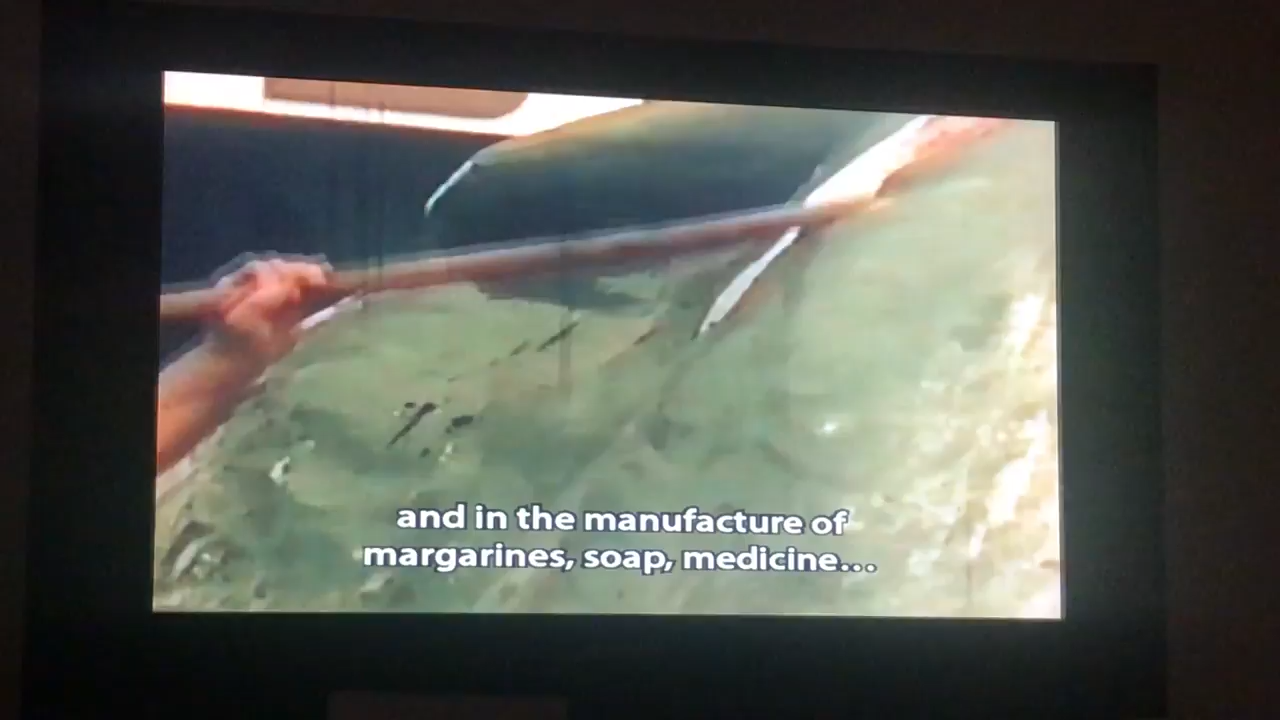 and in the manufacture of
margarines, soap, medicine...